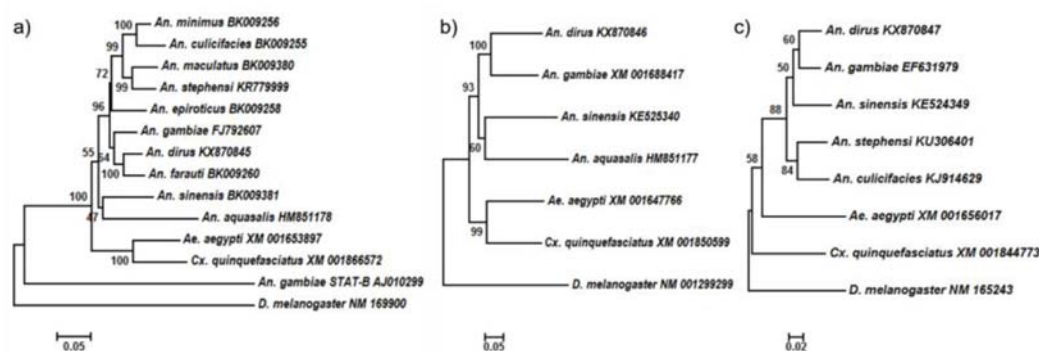 a)
100
An. minimus BK009256
99
An. culicifacies BK009255
72
An. maculatus BK009380
99
An. stephensi KR779999
96
An. epiroticus BK009258
An. gambiae FJ792607
55
54
An. dirus KX870845
100
An. farauti BK009260
100
An. sinensis BK009381
47
An. aquasalis HM851178
Ae. aegypti XM 001653897
100
Cx. quinquefasciatus XM 001866572
An. gambiae STAT-B AJ010299
D. melanogaster NM 169900
0.05
b)
An. dirus KX870846
100
An. gambiae XM 001688417
93
An. sinensis KE525340
60
An. aquasalis HM851177
Ae. aegypti XM 001647766
99
Cx. quinquefasciatus XM 001850599
D. melanogaster NM 001299299
0.05
c)
An. dirus KX870847
60
An. gambiae EF631979
50
An. sinensis KE524349
88
An. stephensi KU306401
84
An. culicifacies KJ914629
58
Ae. aegypti XM 001656017
Cx. quinquefasciatus XM 001844773
D. melanogaster NM 165243
0.02